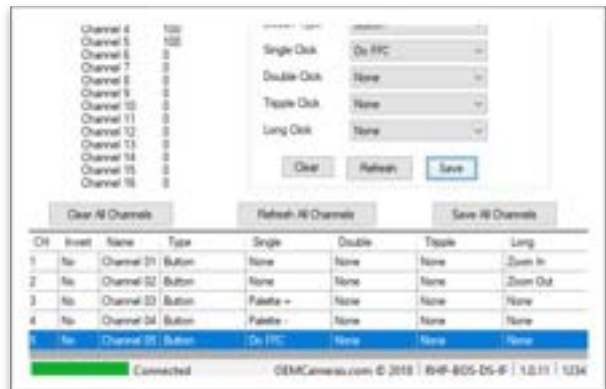 Channel 4 100
Channel 5 100
Channel 6 0
Channel 7 0
Channel 8 0
Channel 9 0
Channel 10 0
Channel 11 0
Channel 12 0
Channel 13 0
Channel 14 0
Channel 15 0
Channel 16 0
Single Click Do FFC
Double Click None
Tripple Click None
Long Click None
Clear Refresh Save
Clear All Channels Refresh All Channels Save All Channels
CH Invert Name Type Single Double Tripple Long
1 No Channel 01 Button None None None Zoom In
2 No Channel 02 Button None None None Zoom Out
3 No Channel 03 Button Palette + None None None
4 No Channel 04 Button Palette - None None None
5 No Channel 05 Button Do FFC None None None
Connected OEMCameras.com © 2018 RHP-BOS-DS-IF 1.0.11 1234